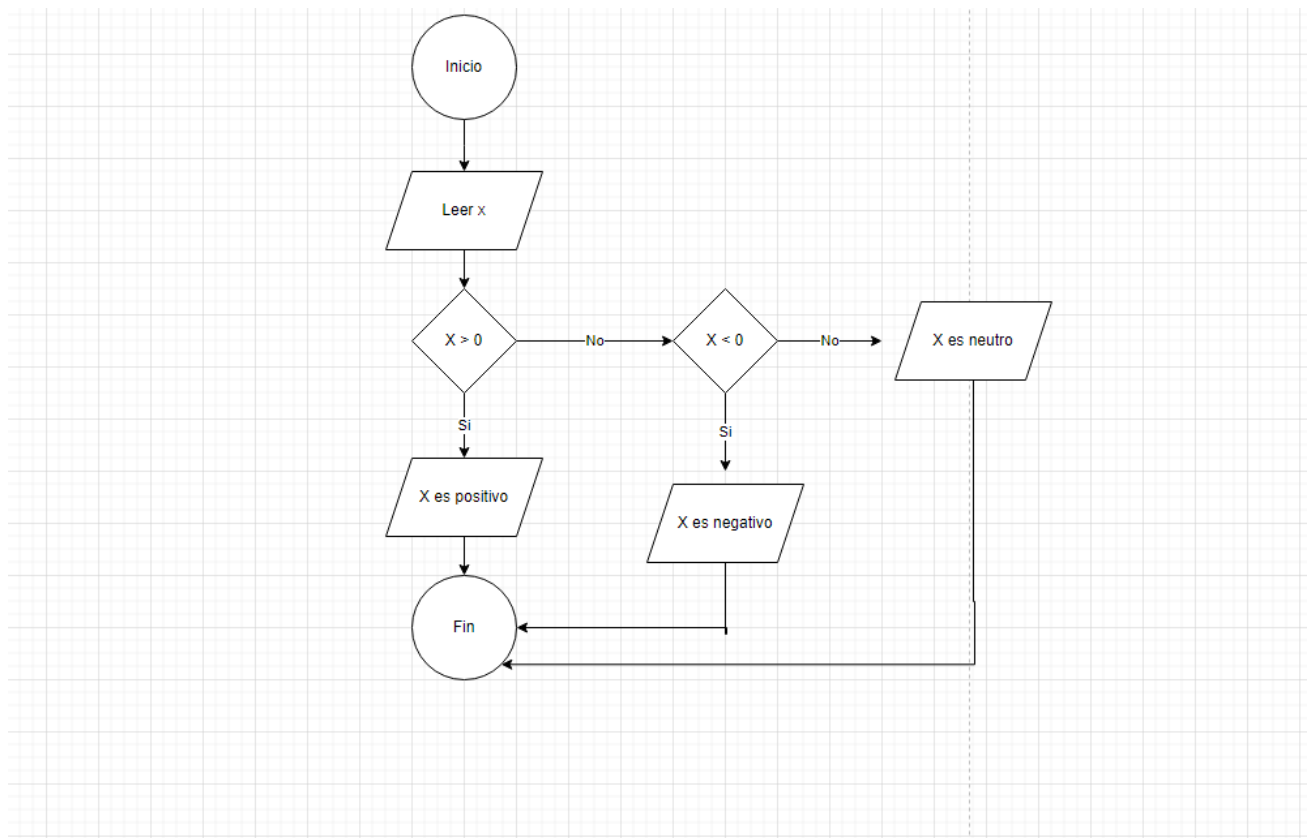 Inicio
Leer x
X > 0
No
X < 0
No
X es neutro
Si
Si
X es positivo
X es negativo
Fin